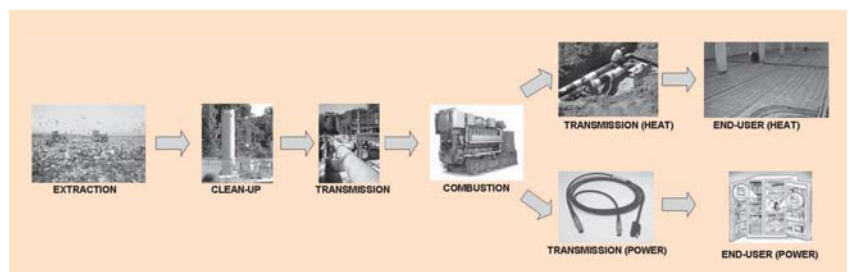 TRANSMISSION (HEAT)
END-USER (HEAT)
EXTRACTION
CLEAN-UP
TRANSMISSION
COMBUSTION
TRANSMISSION (POWER)
END-USER (POWER)